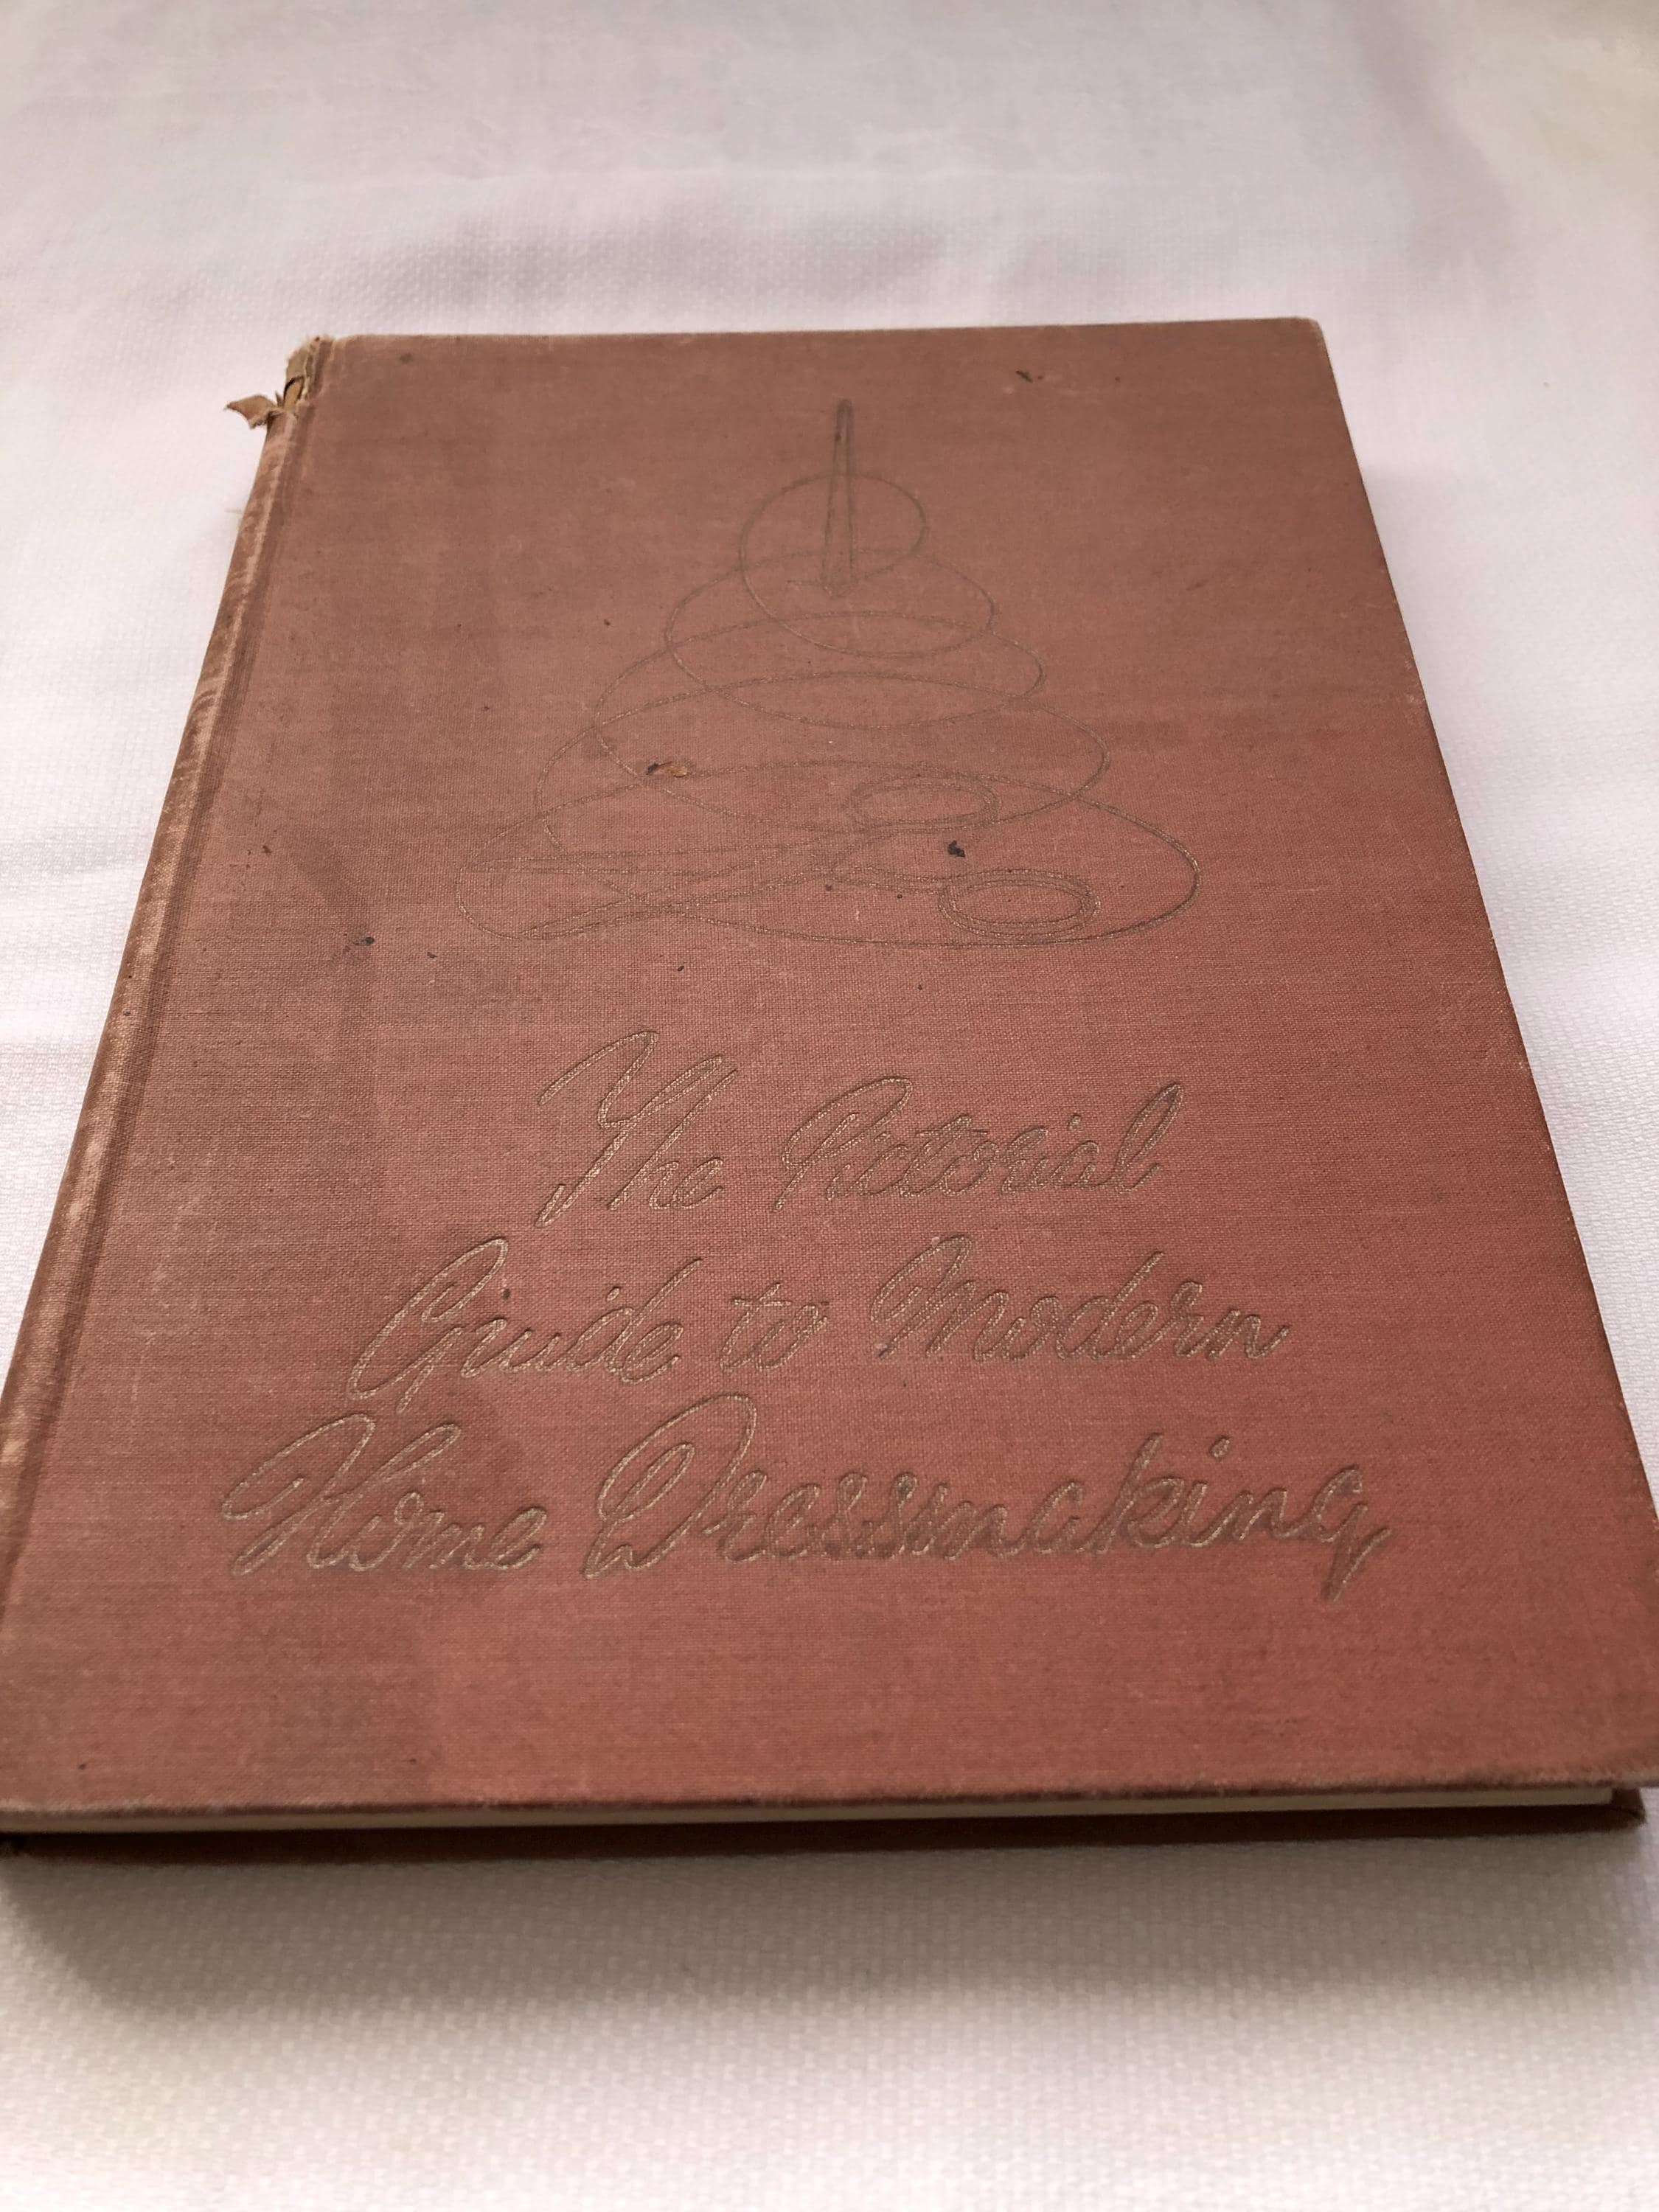 The Pictorial
Guide to Modern
Home Dressmaking